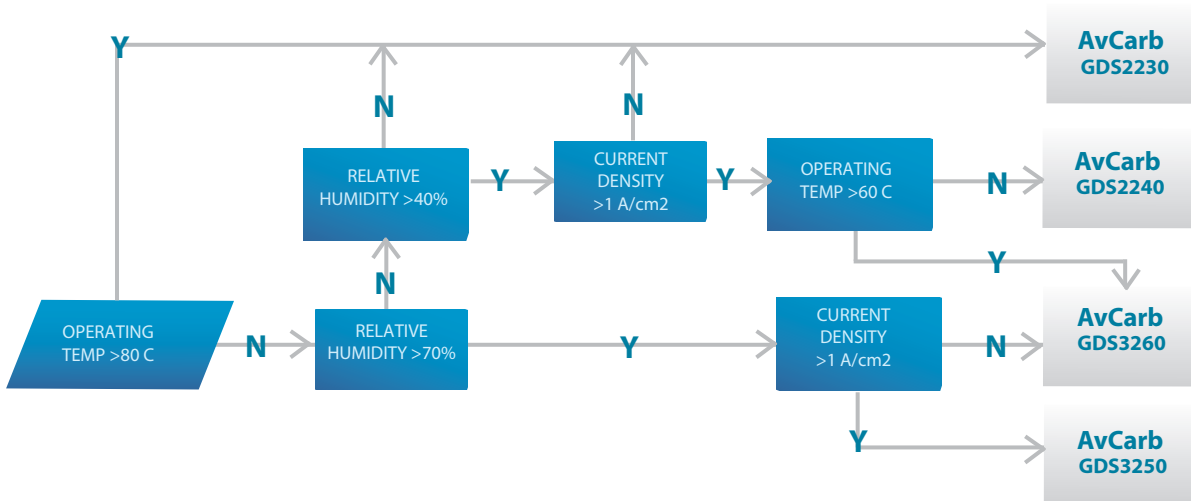 Y
AvCarb
GDS2230
N
N
RELATIVE
HUMIDITY >40%
Y
CURRENT
DENSITY
>1 A/cm2
Y
OPERATING
TEMP >60 C
N
AvCarb
GDS2240
Y
N
OPERATING
TEMP >80 C
N
RELATIVE
HUMIDITY >70%
Y
CURRENT
DENSITY
>1 A/cm2
N
AvCarb
GDS3260
Y
AvCarb
GDS3250